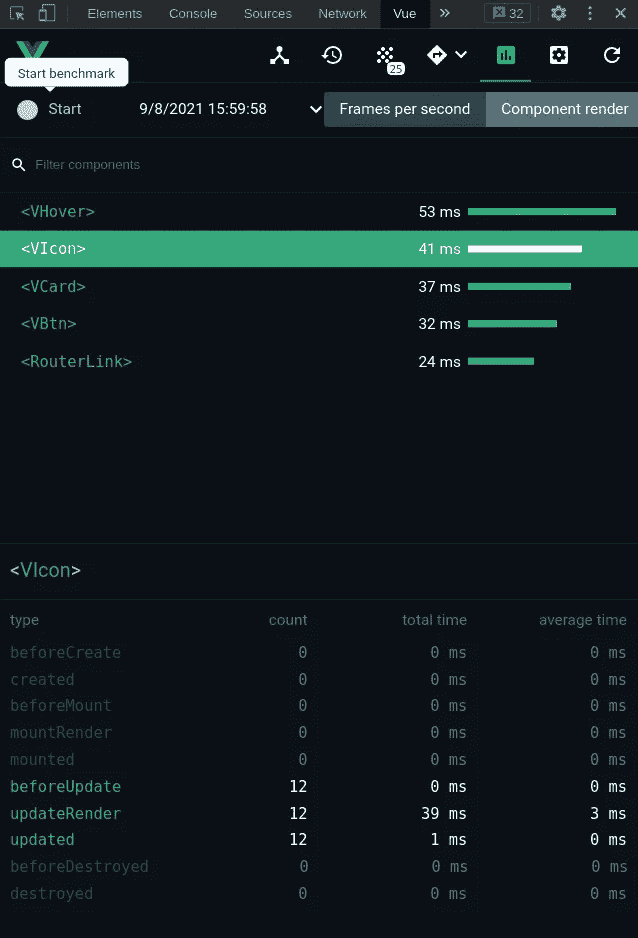 Elements Console Sources Network Vue » 32
25
Start benchmark
Start 9/8/2021 15:59:58 Frames per second Component render
Filter components
<VHover> 53 ms
<VIcon> 41 ms
<VCard> 37 ms
<VBtn> 32 ms
<RouterLink> 24 ms
<VIcon>
type count total time average time
beforeCreate 0 0 ms 0 ms
created 0 0 ms 0 ms
beforeMount 0 0 ms 0 ms
mountRender 0 0 ms 0 ms
mounted 0 0 ms 0 ms
beforeUpdate 12 0 ms 0 ms
updateRender 12 39 ms 3 ms
updated 12 1 ms 0 ms
beforeDestroyed 0 0 ms 0 ms
destroyed 0 0 ms 0 ms